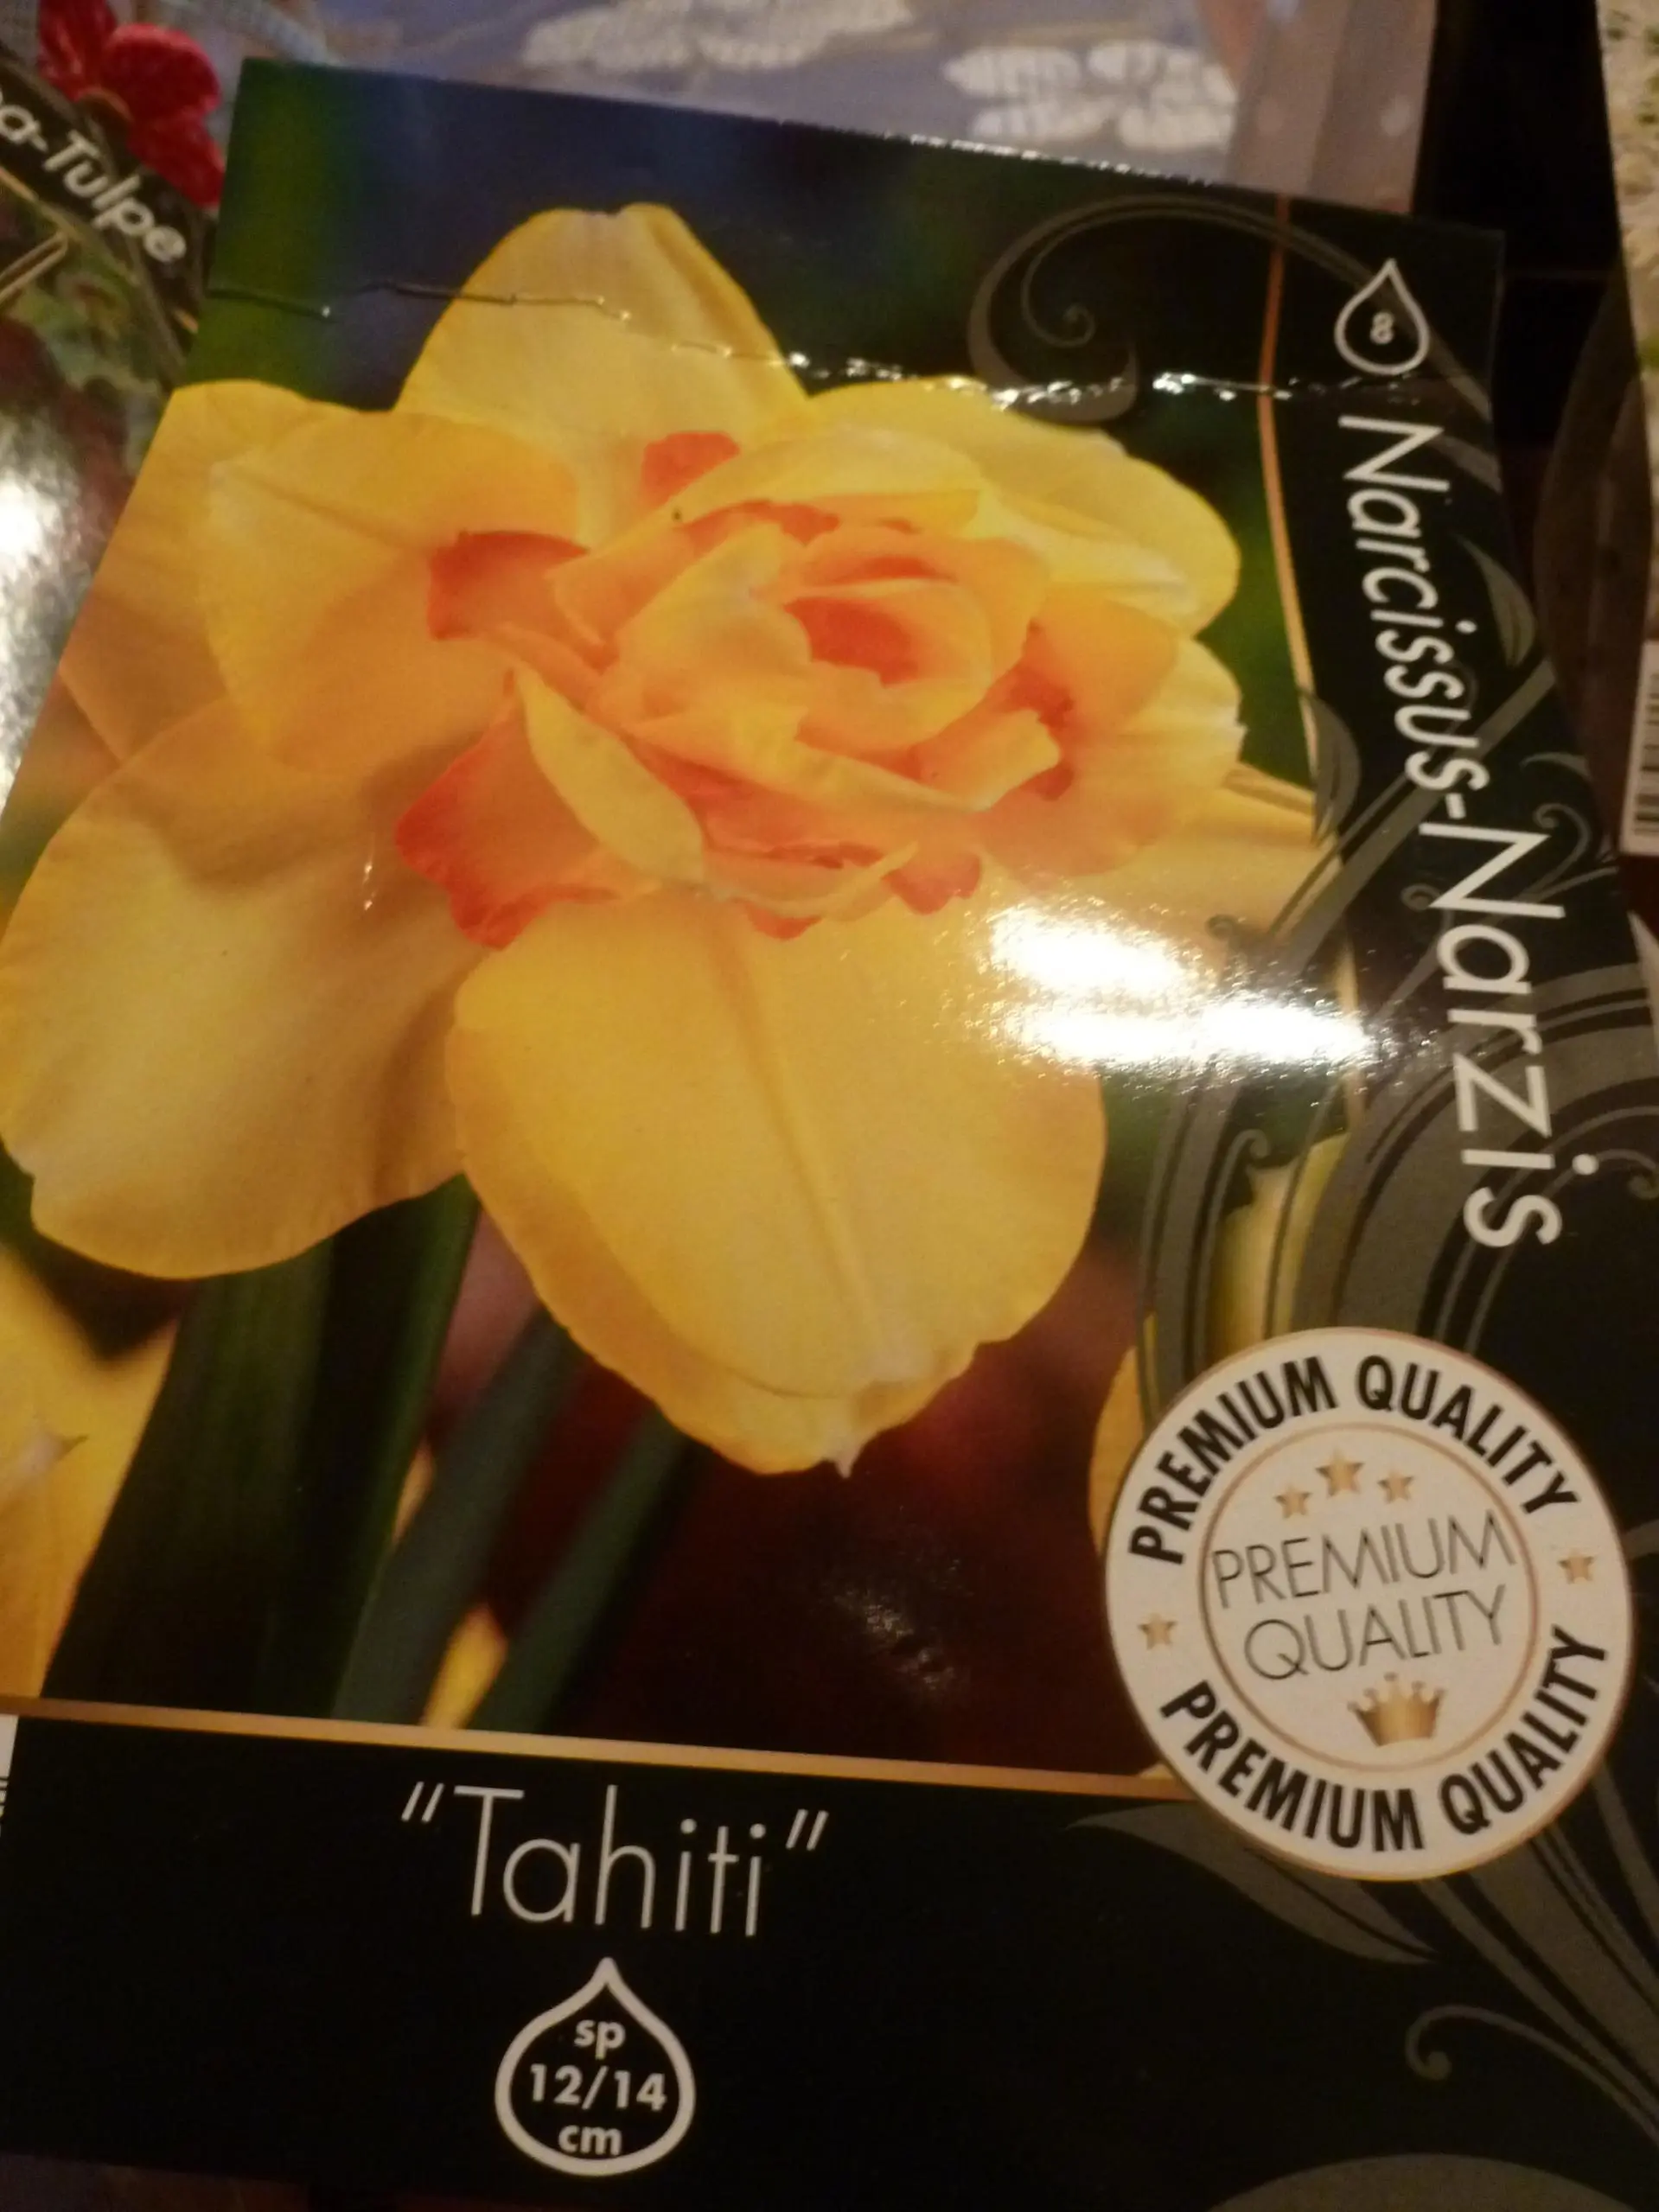 -Tulpe
8
Narcissus-Narzis
PREMIUM QUALITY
PREMIUM
QUALITY
PREMIUM QUALITY
"Tahiti"
sp
12/14
cm